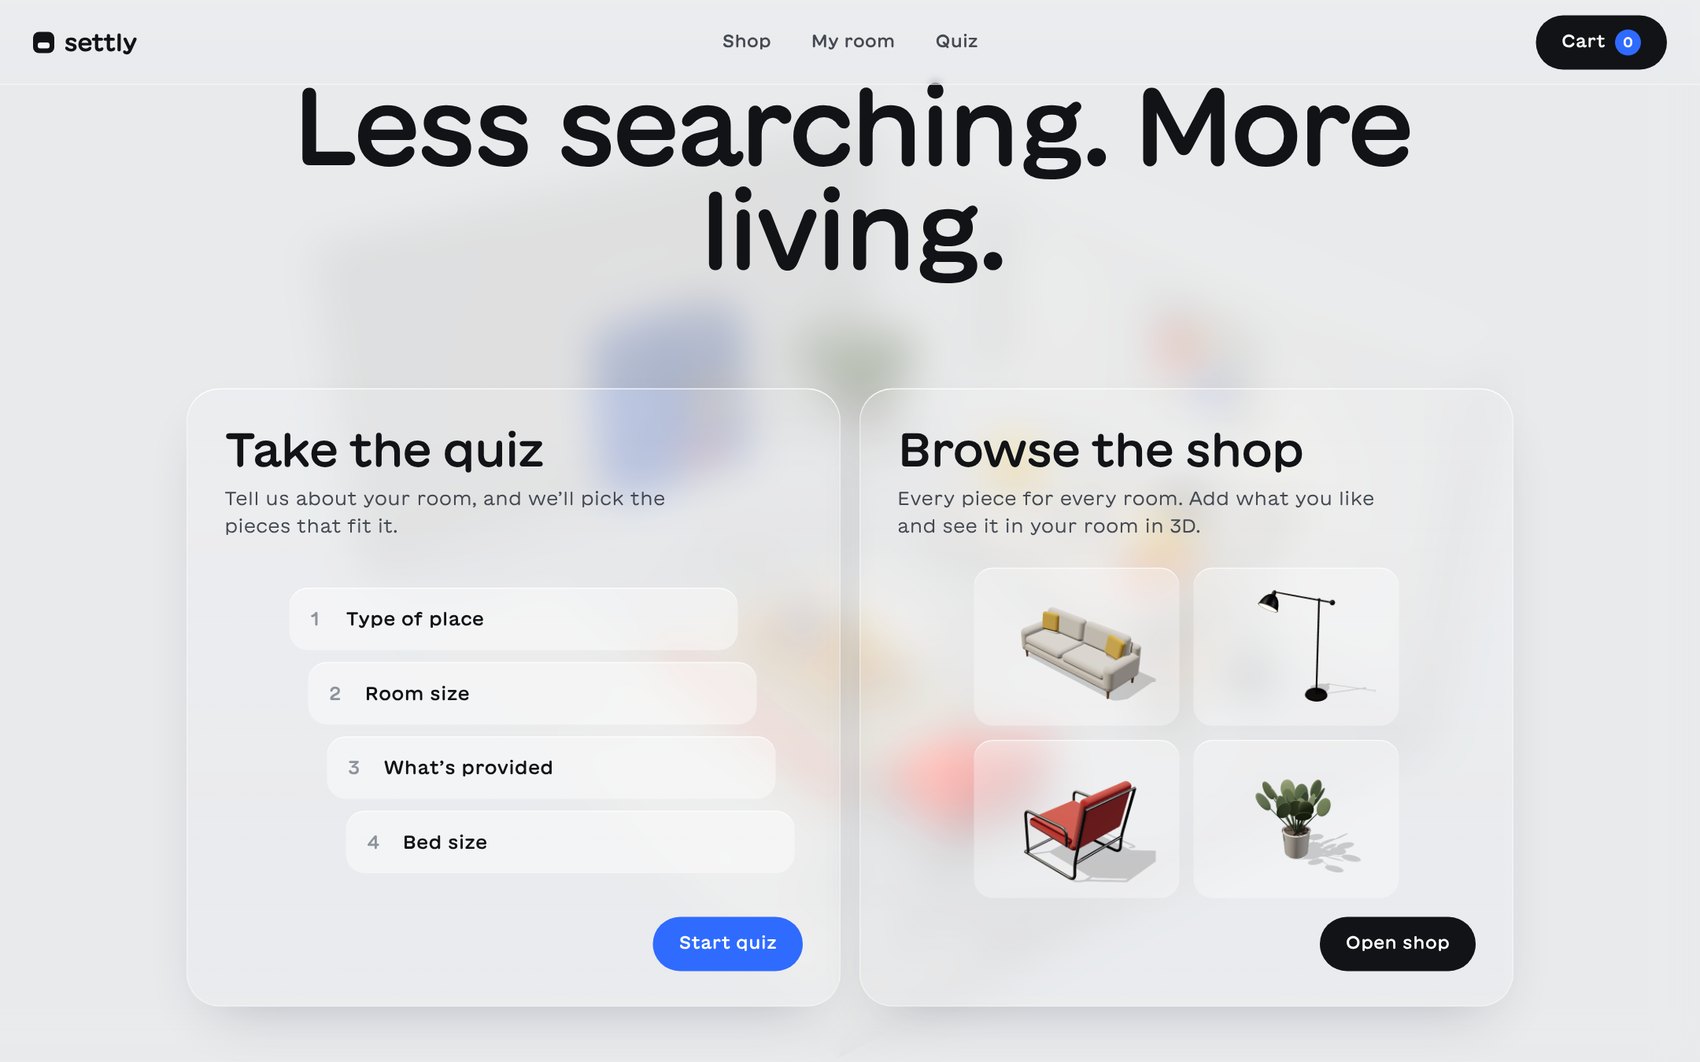 settly
Shop
My room
Quiz
Cart 0
Less searching. More
living.
Take the quiz
Tell us about your room, and we’ll pick the
pieces that fit it.
1 Type of place
2 Room size
3 What’s provided
4 Bed size
Start quiz
Browse the shop
Every piece for every room. Add what you like
and see it in your room in 3D.
Open shop